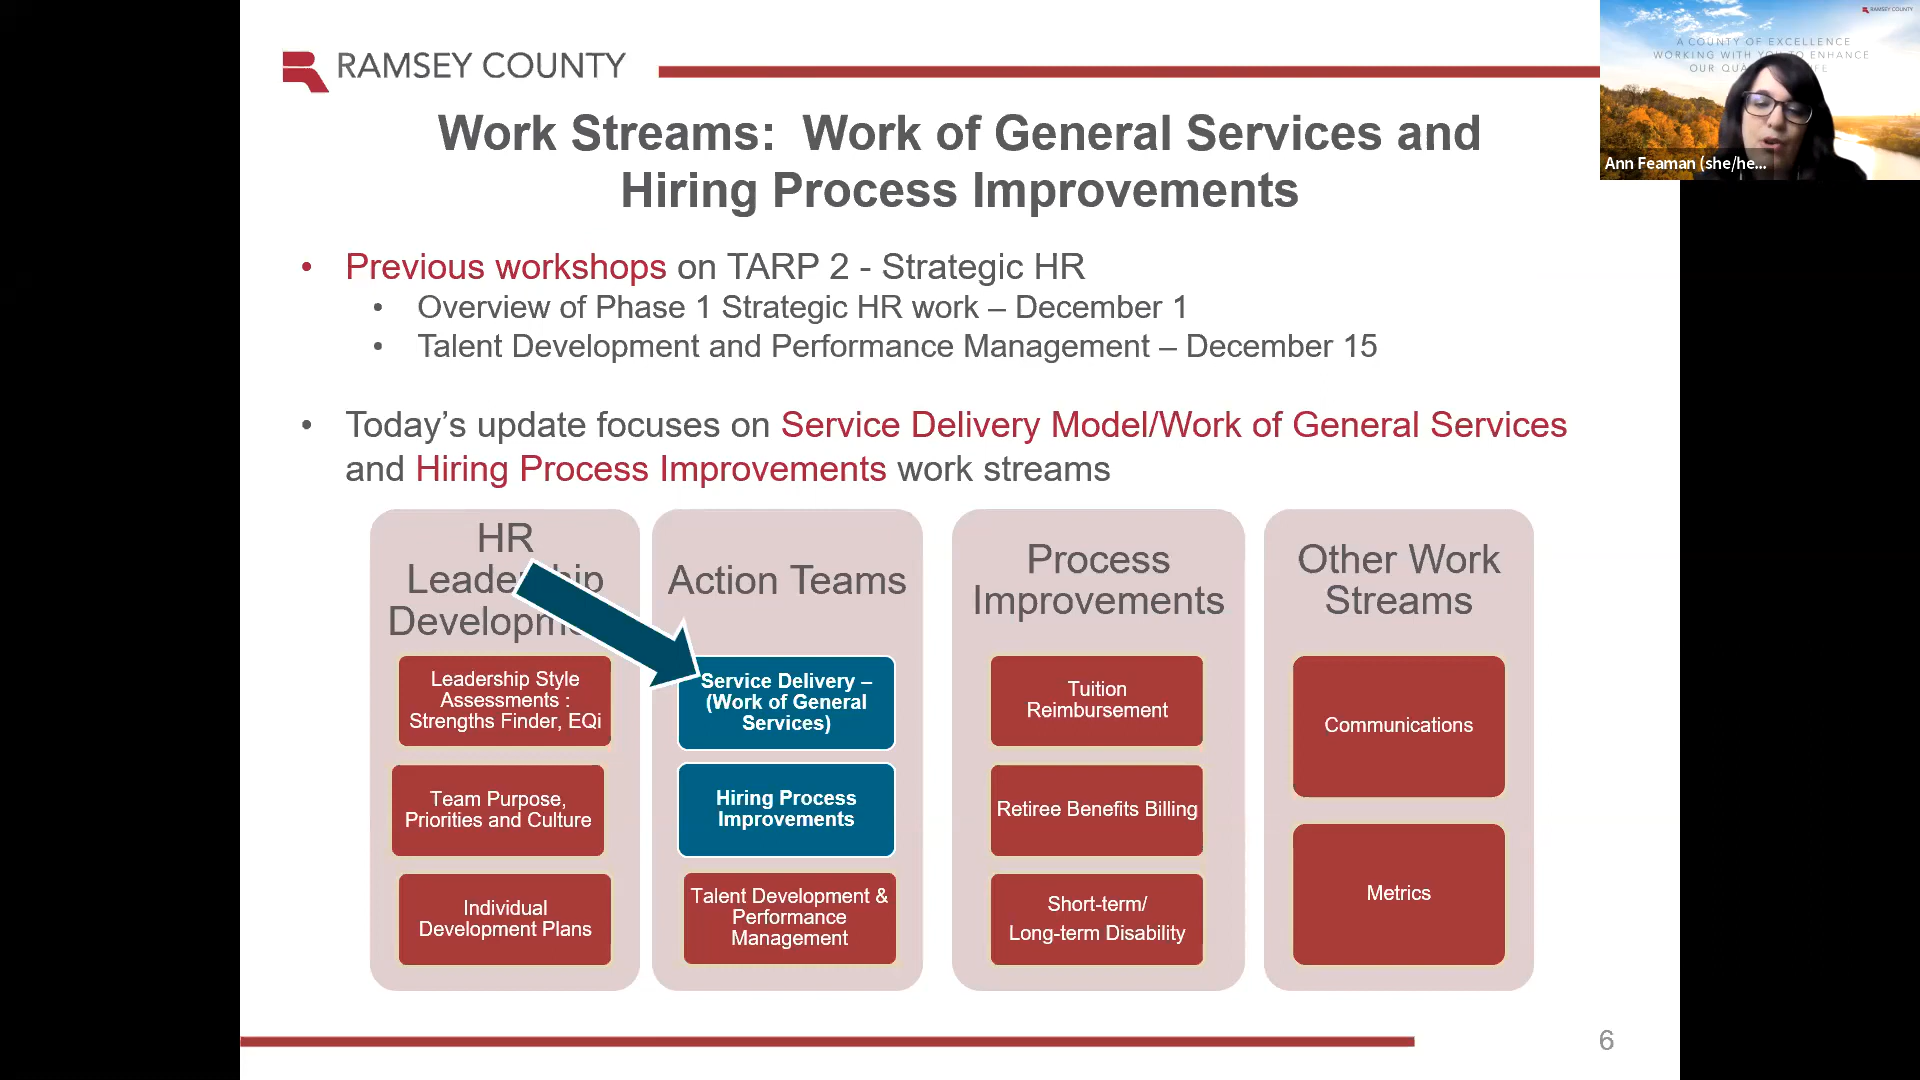 RAMSEY COUNTY
Work Streams: Work of General Services and
Hiring Process Improvements
• Previous workshops on TARP 2 - Strategic HR
• Overview of Phase 1 Strategic HR work – December 1
• Talent Development and Performance Management – December 15
• Today’s update focuses on Service Delivery Model/Work of General Services
and Hiring Process Improvements work streams
HR
Leadership
Developm
Leadership Style
Assessments :
Strengths Finder, EQi
Team Purpose,
Priorities and Culture
Individual
Development Plans
Action Teams
Service Delivery –
(Work of General
Services)
Hiring Process
Improvements
Talent Development &
Performance
Management
Process
Improvements
Tuition
Reimbursement
Retiree Benefits Billing
Short-term/
Long-term Disability
Other Work
Streams
Communications
Metrics
6
RAMSEY COUNTY
A COUNTY OF EXCELLENCE
WORKING WITH YOU TO ENHANCE
OUR QUA FE
Ann Feaman (she/he...